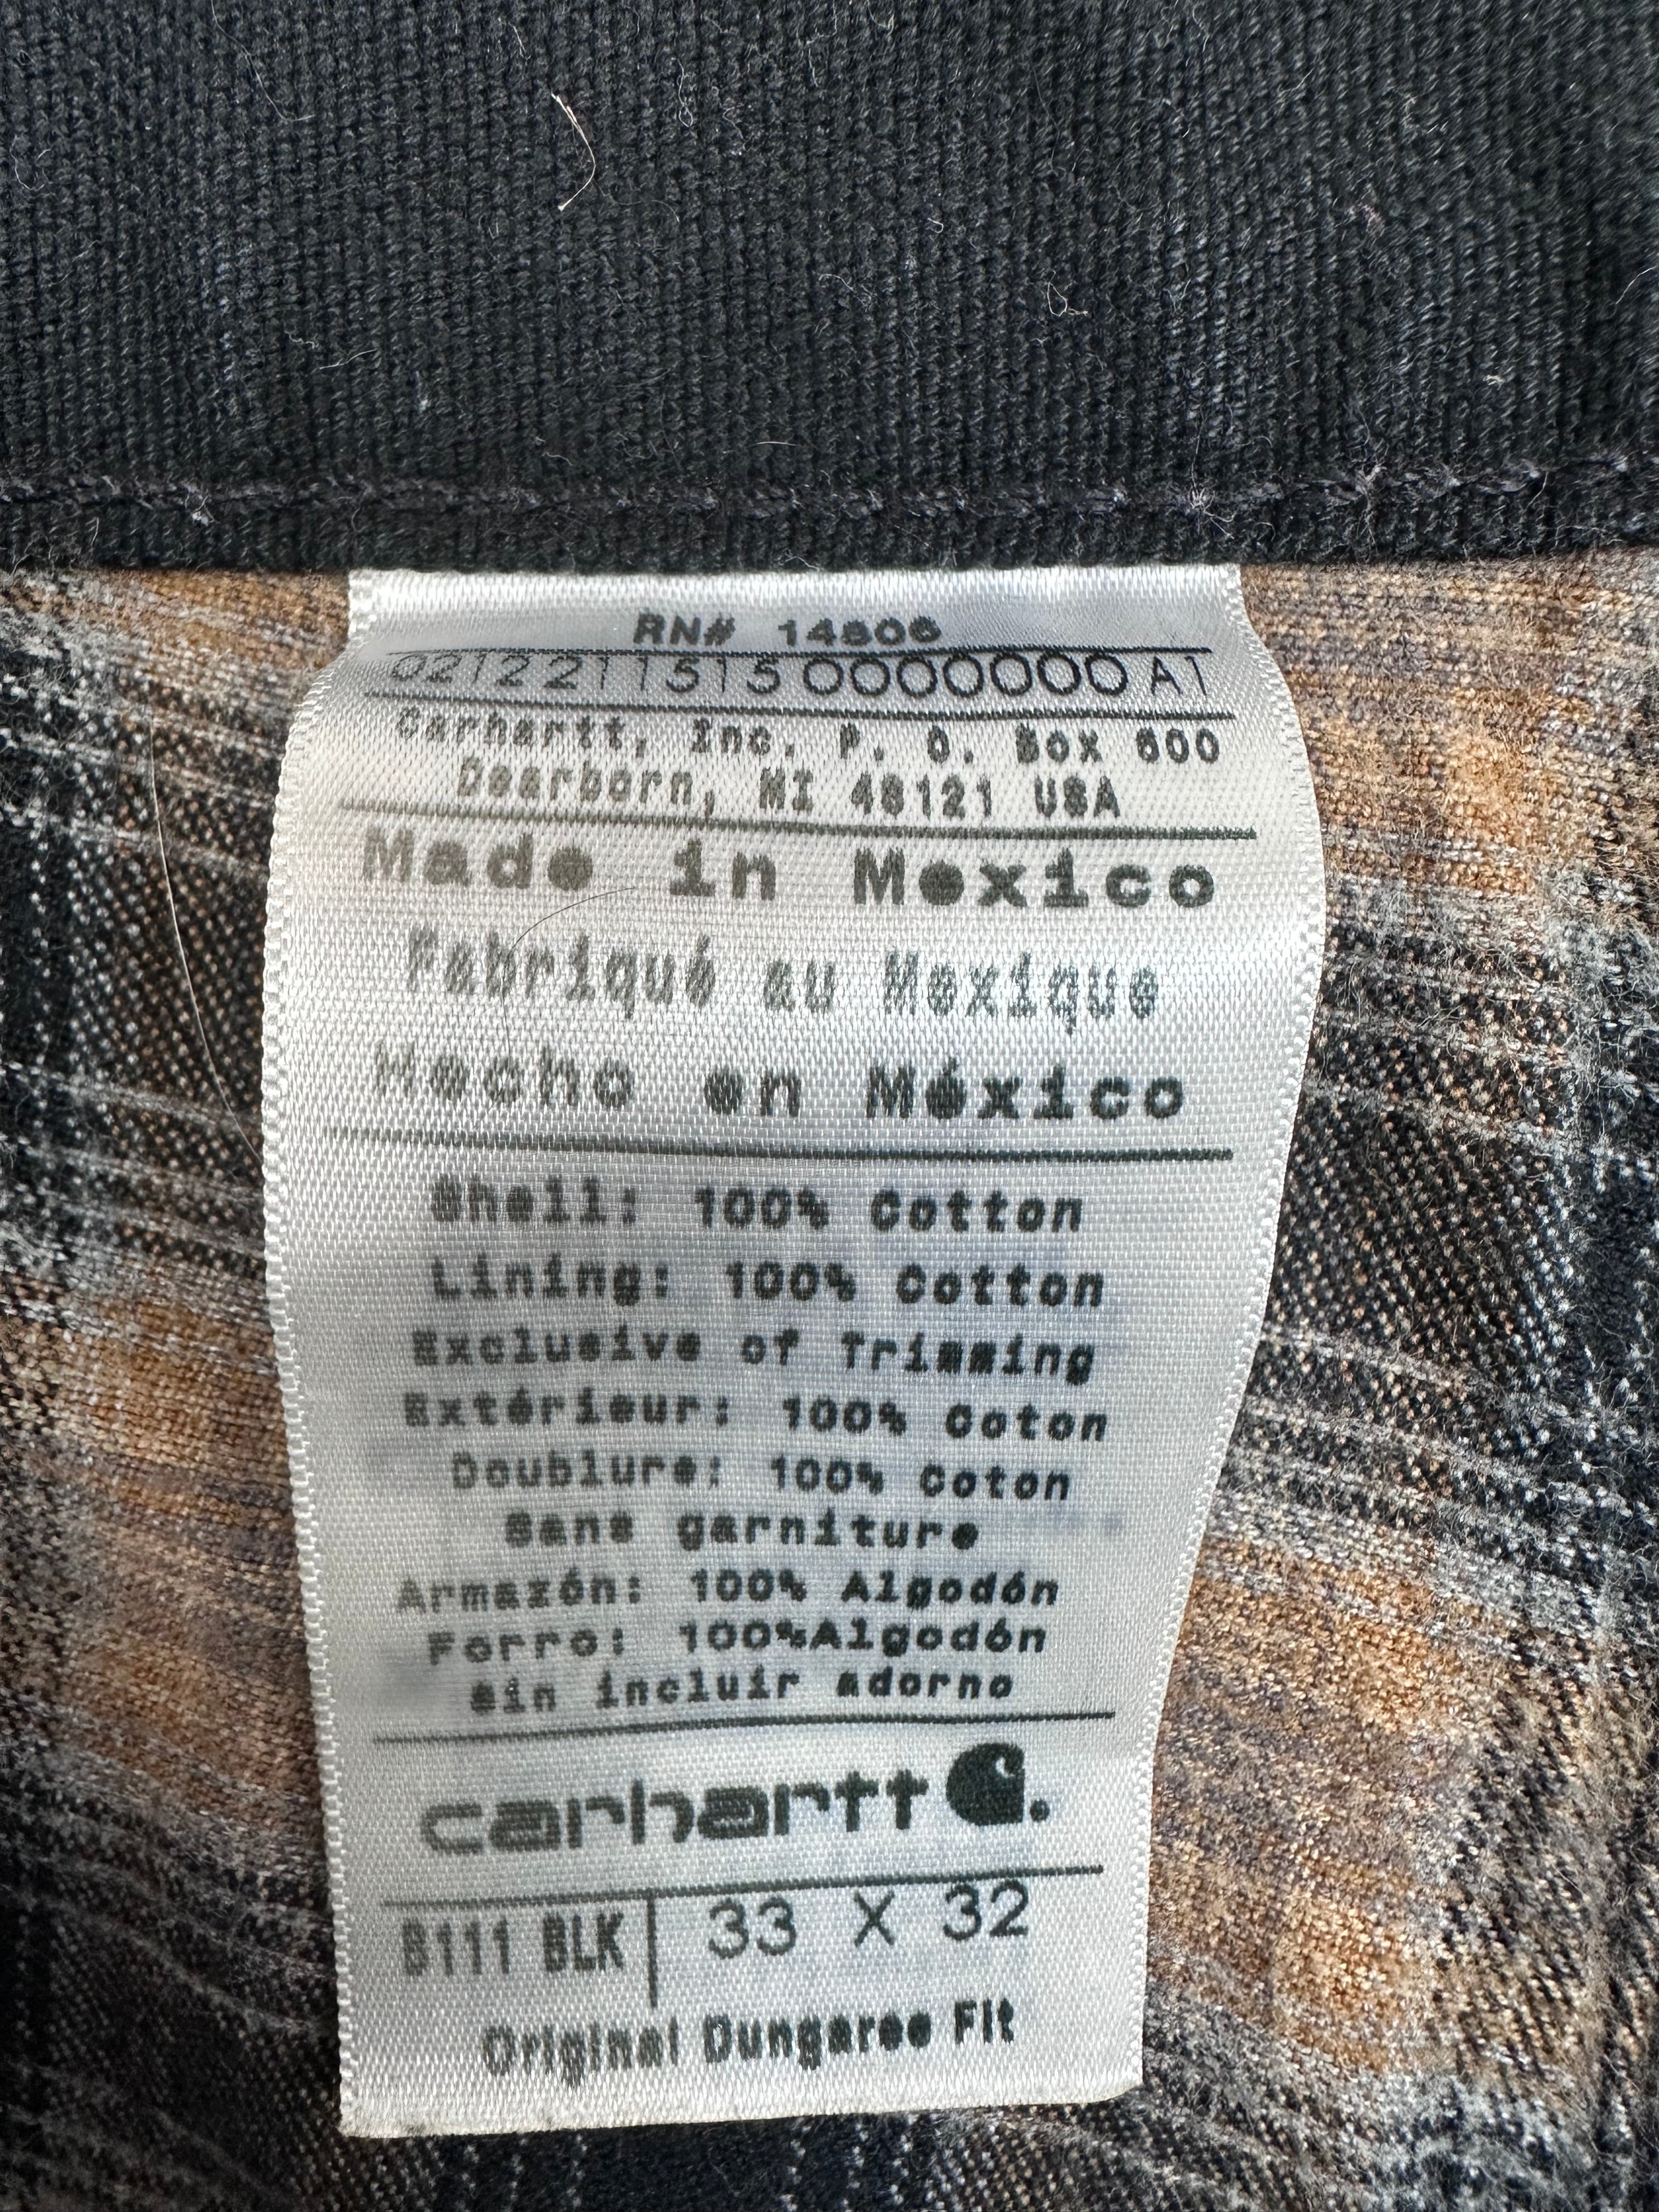 RN# 14806
02122115150000000A1
Carhartt, Inc. P. O. Box 600
Dearborn, MI 48121 USA
Made in Mexico
Fabriqué au Mexique
Hecho en México
Shell: 100% Cotton
Lining: 100% Cotton
Exclusive of Trimming
Extérieur: 100% Coton
Doublure: 100% Coton
Sans garniture
Armazón: 100% Algodón
Forro: 100%Algodón
sin incluir adorno
carhartt
B111 BLK 33 X 32
Original Dungaree Fit